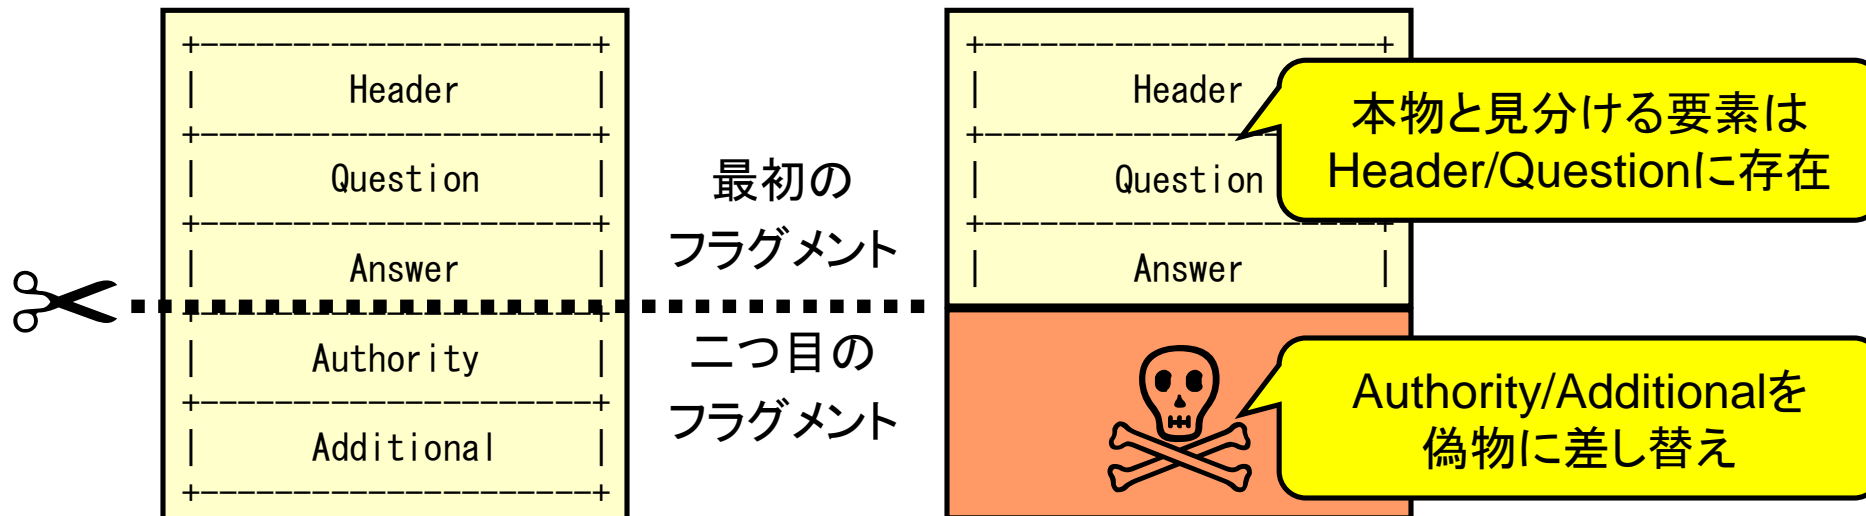 +---------------------+
| Header |
+---------------------+
| Question |
+---------------------+
| Answer |
+---------------------+
| Authority |
+---------------------+
| Additional |
+---------------------+
最初の
フラグメント
二つ目の
フラグメント
+---------------------+
| Header
+---------------------
| Question
+---------------------+
| Answer |
本物と見分ける要素は
Header/Questionに存在
Authority/Additionalを
偽物に差し替え